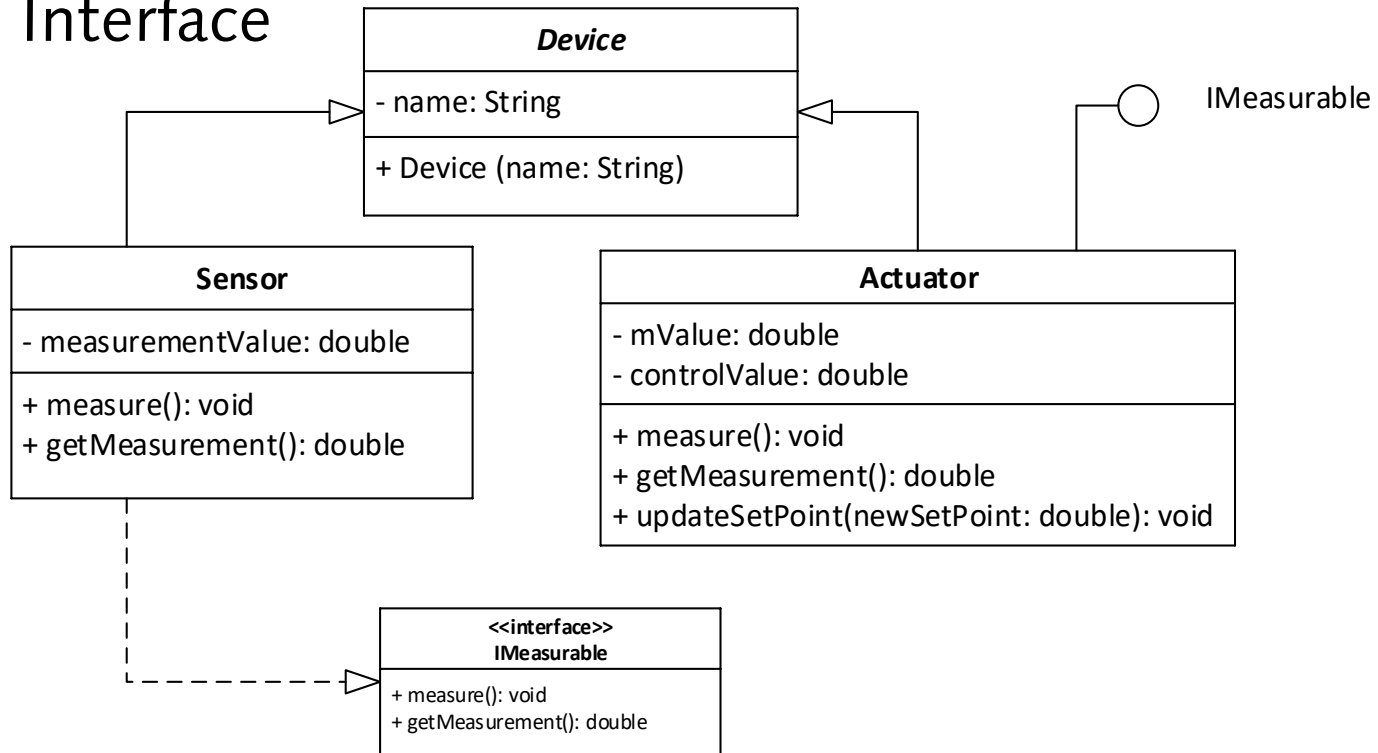 Interface
Device
- name: String
+ Device (name: String)
IMeasurable
Sensor
- measurementValue: double
+ measure(): void
+ getMeasurement(): double
Actuator
- mValue: double
- controlValue: double
+ measure(): void
+ getMeasurement(): double
+ updateSetPoint(newSetPoint: double): void
<<interface>>
IMeasurable
+ measure(): void
+ getMeasurement(): double